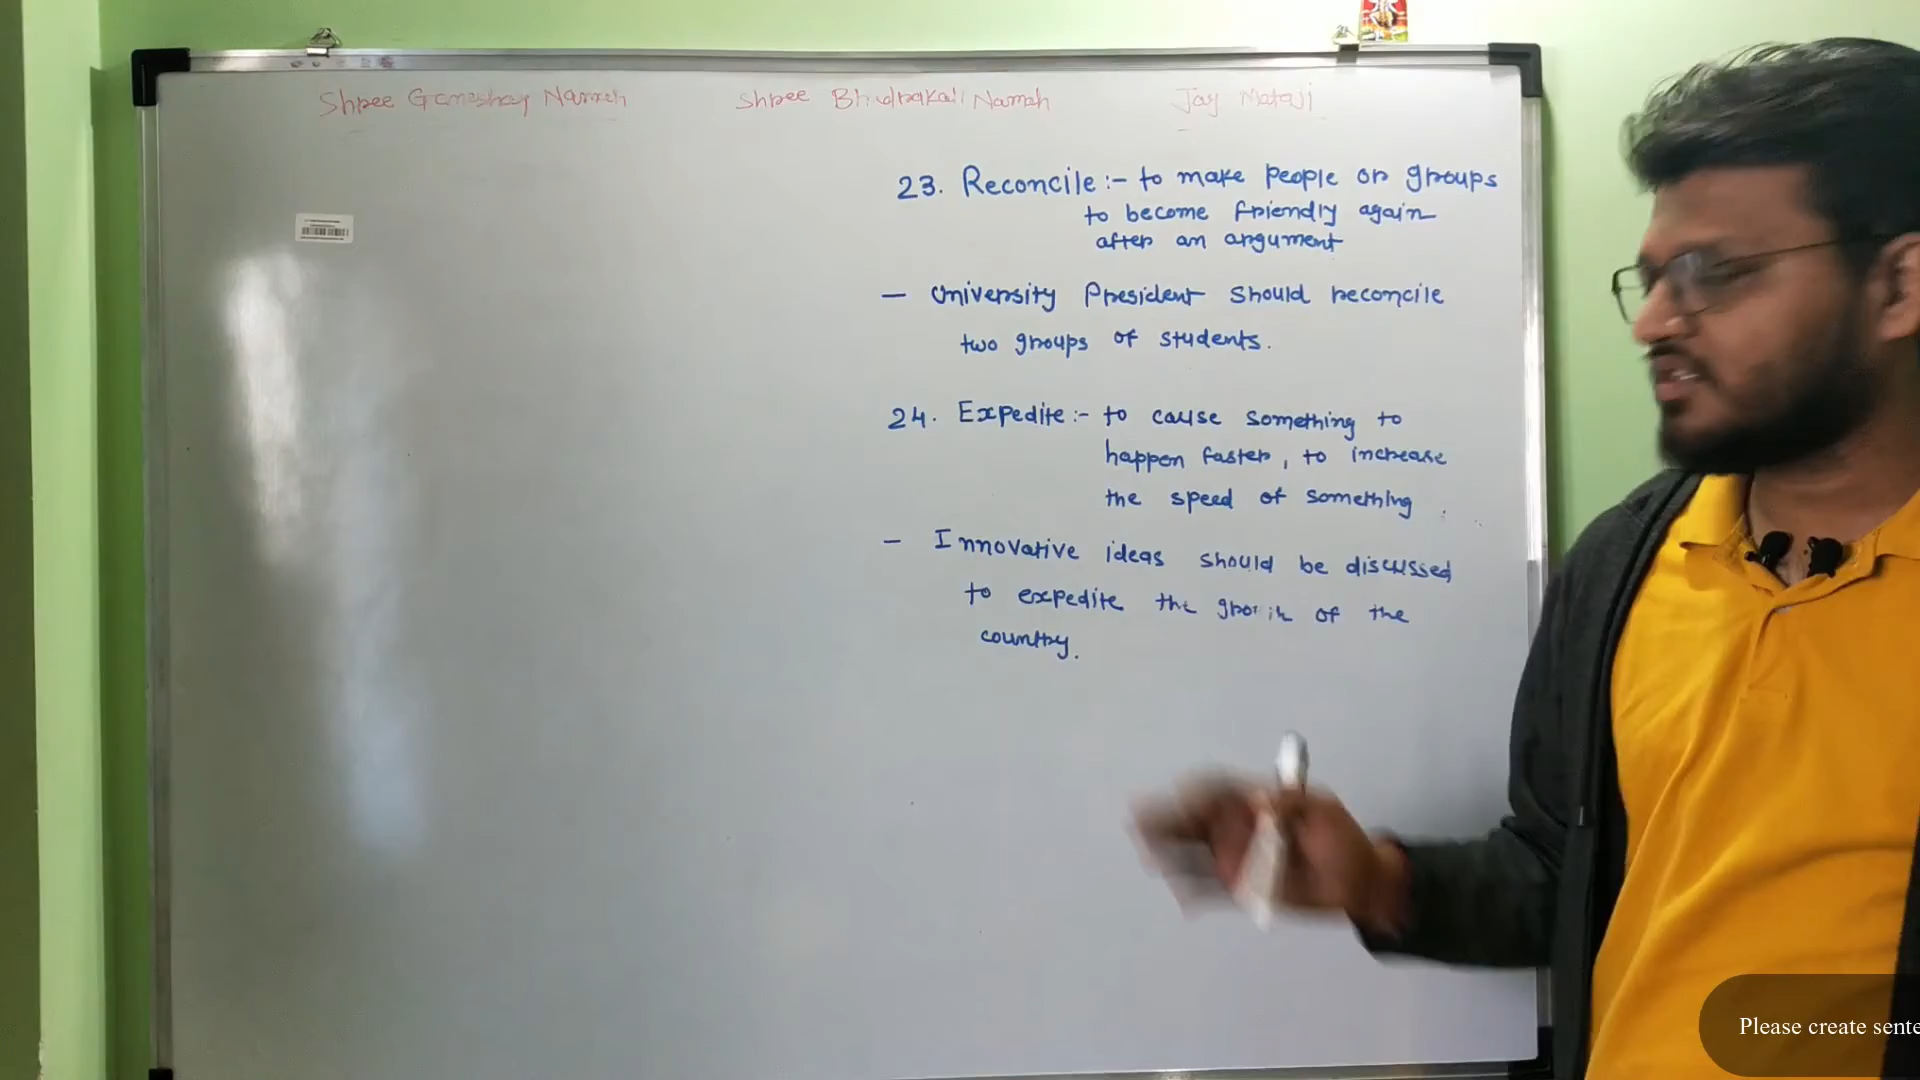 Shree Ganeshay Namah Shree Bhdrakali Namah Jay Mataji
23. Reconcile :- to make people or groups
to become friendly again
after an argument
— University President should reconcile
two groups of students.
24. Expedite :- to cause something to
happen faster, to increase
the speed of something
- Innovative ideas should be discussed
to expedite the growth of the
country.
Please create sente